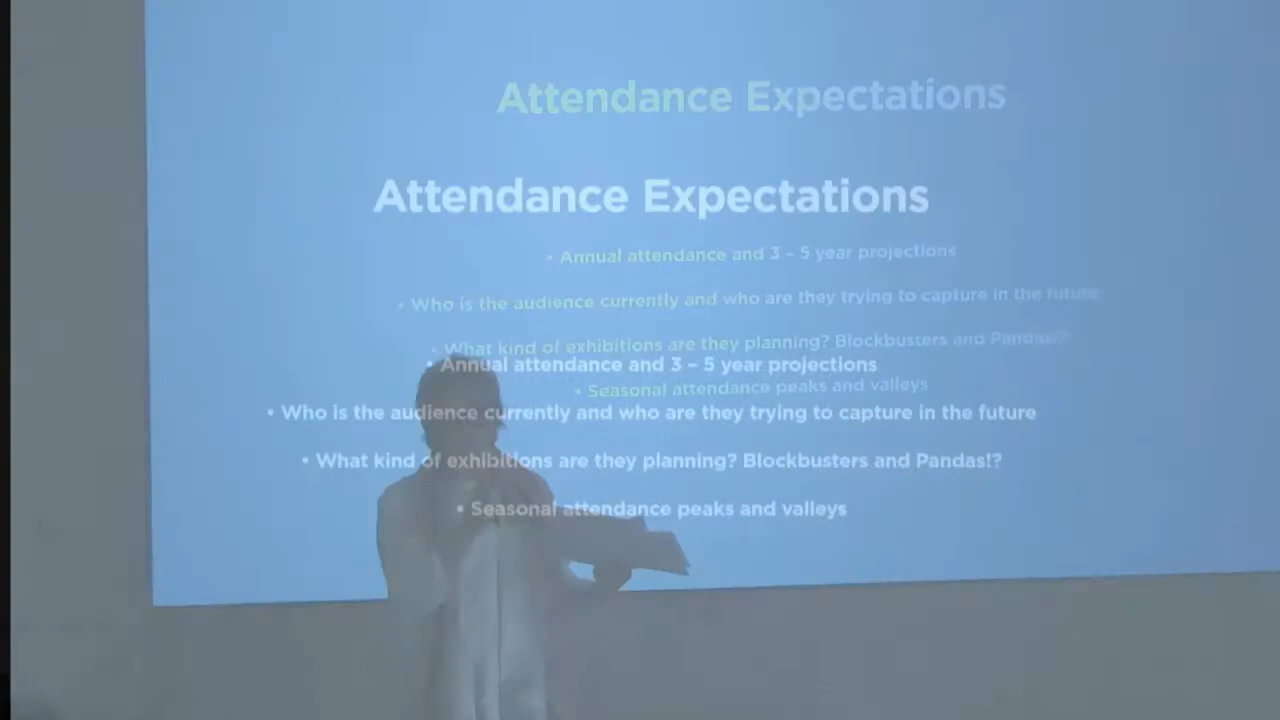 Attendance Expectations
Attendance Expectations
• Annual attendance and 3 – 5 year projections
• Who is the audience currently and who are they trying to capture in the future
• What kind of exhibitions are they planning? Blockbusters and Pandas!?
• Annual attendance and 3 – 5 year projections
• Seasonal attendance peaks and valleys
• Who is the audience currently and who are they trying to capture in the future
• What kind of exhibitions are they planning? Blockbusters and Pandas!?
• Seasonal attendance peaks and valleys